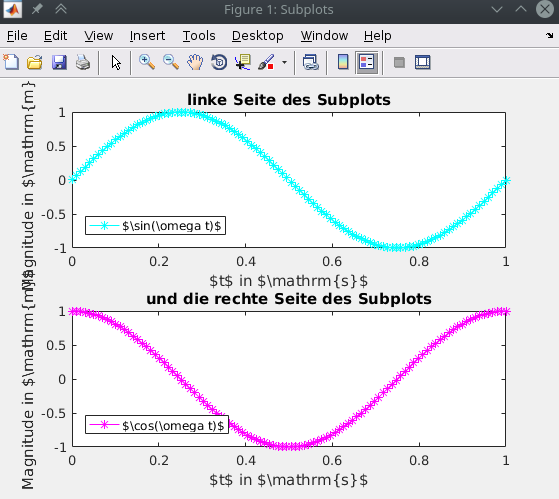 Figure 1: Subplots
File Edit View Insert Tools Desktop Window Help
linke Seite des Subplots
Magnitude in $\mathrm{m}$
1
0.5
0
-0.5
-1
$\sin(\omega t)$
0 0.2 0.4 0.6 0.8 1
$t$ in $\mathrm{s}$
und die rechte Seite des Subplots
Magnitude in $\mathrm{m}$
1
0.5
0
-0.5
-1
$\cos(\omega t)$
0 0.2 0.4 0.6 0.8 1
$t$ in $\mathrm{s}$